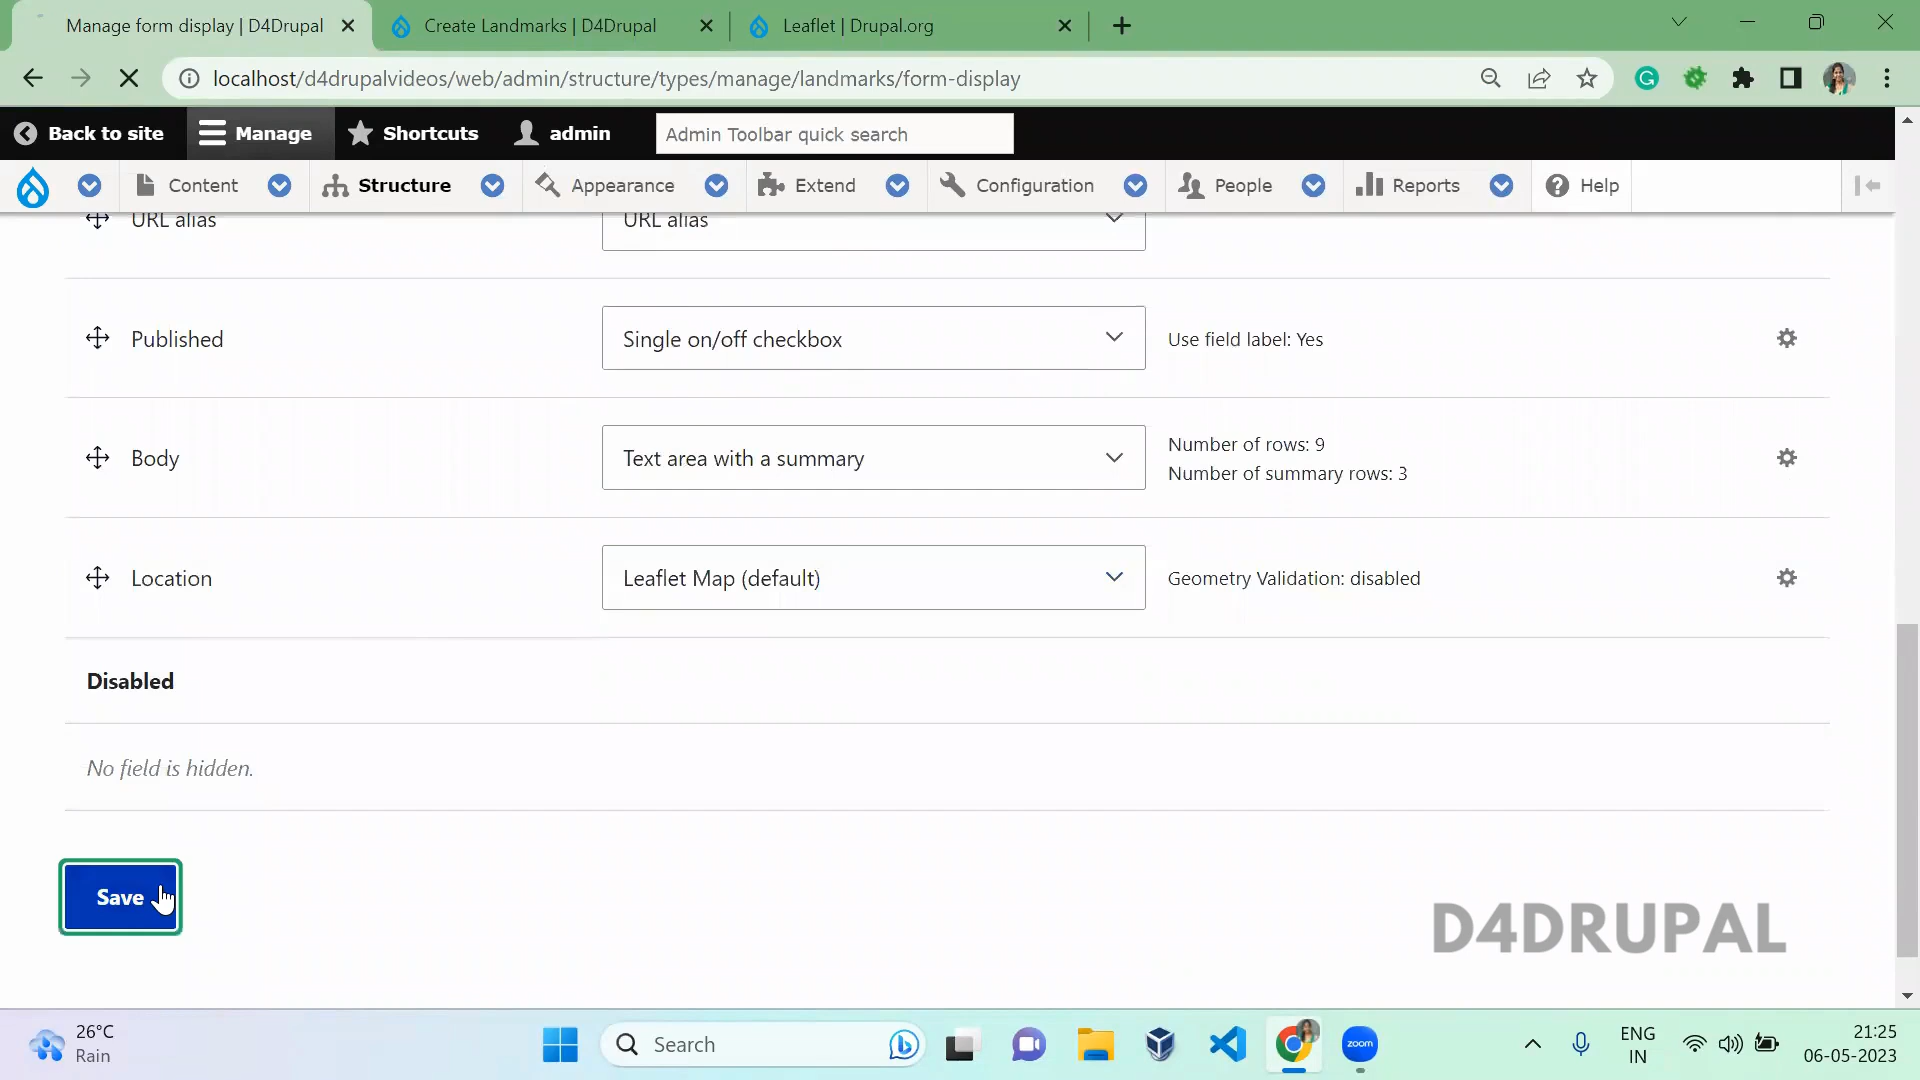 Manage form display | D4Drupal
Create Landmarks | D4Drupal
Leaflet | Drupal.org
localhost/d4drupalvideos/web/admin/structure/types/manage/landmarks/form-display
Back to site
Manage
Shortcuts
admin
Admin Toolbar quick search
Content
Structure
Appearance
Extend
Configuration
People
Reports
Help
URL alias
URL alias
Published
Single on/off checkbox
Use field label: Yes
Body
Text area with a summary
Number of rows: 9
Number of summary rows: 3
Location
Leaflet Map (default)
Geometry Validation: disabled
Disabled
No field is hidden.
Save
D4DRUPAL
26°C
Rain
Search
zoom
ENG
IN
21:25
06-05-2023